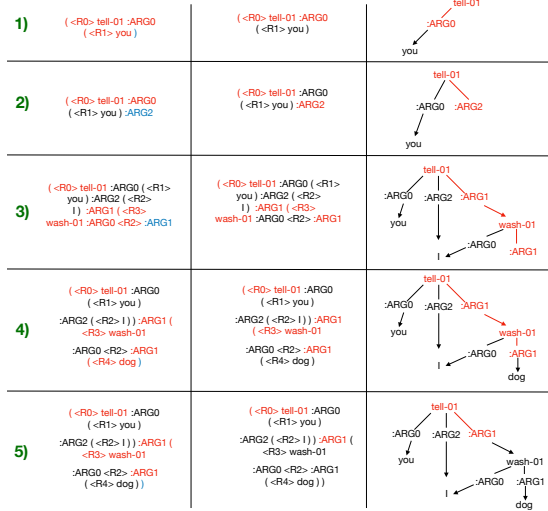 1)
( <R0> tell-01 :ARG0
( <R1> you )
( <R0> tell-01 :ARG0
( <R1> you )
tell-01
:ARG0
you
2)
( <R0> tell-01 :ARG0
( <R1> you ) :ARG2
( <R0> tell-01 :ARG0
( <R1> you ) :ARG2
tell-01
:ARG0 :ARG2
you
3)
( <R0> tell-01 :ARG0 ( <R1>
you ) :ARG2 ( <R2>
I ) :ARG1 ( <R3>
wash-01 :ARG0 <R2> :ARG1
( <R0> tell-01 :ARG0 ( <R1>
you ) :ARG2 ( <R2>
I ) :ARG1 ( <R3>
wash-01 :ARG0 <R2> :ARG1
tell-01
:ARG0 :ARG2 :ARG1
you wash-01
:ARG0
I :ARG1
4)
( <R0> tell-01 :ARG0
( <R1> you )
:ARG2 ( <R2> I ) ) :ARG1 (
<R3> wash-01
:ARG0 <R2> :ARG1
( <R4> dog )
( <R0> tell-01 :ARG0
( <R1> you )
:ARG2 ( <R2> I ) ) :ARG1
( <R3> wash-01
:ARG0 <R2> :ARG1
( <R4> dog )
tell-01
:ARG0 :ARG2 :ARG1
you wash-01
:ARG0 :ARG1
I dog
5)
( <R0> tell-01 :ARG0
( <R1> you )
:ARG2 ( <R2> I ) ) :ARG1 (
<R3> wash-01
:ARG0 <R2> :ARG1
( <R4> dog ) )
( <R0> tell-01 :ARG0
( <R1> you )
:ARG2 ( <R2> I ) ) :ARG1 (
<R3> wash-01
:ARG0 <R2> :ARG1
( <R4> dog ) )
tell-01
:ARG0 :ARG2 :ARG1
you wash-01
:ARG0 :ARG1
I dog